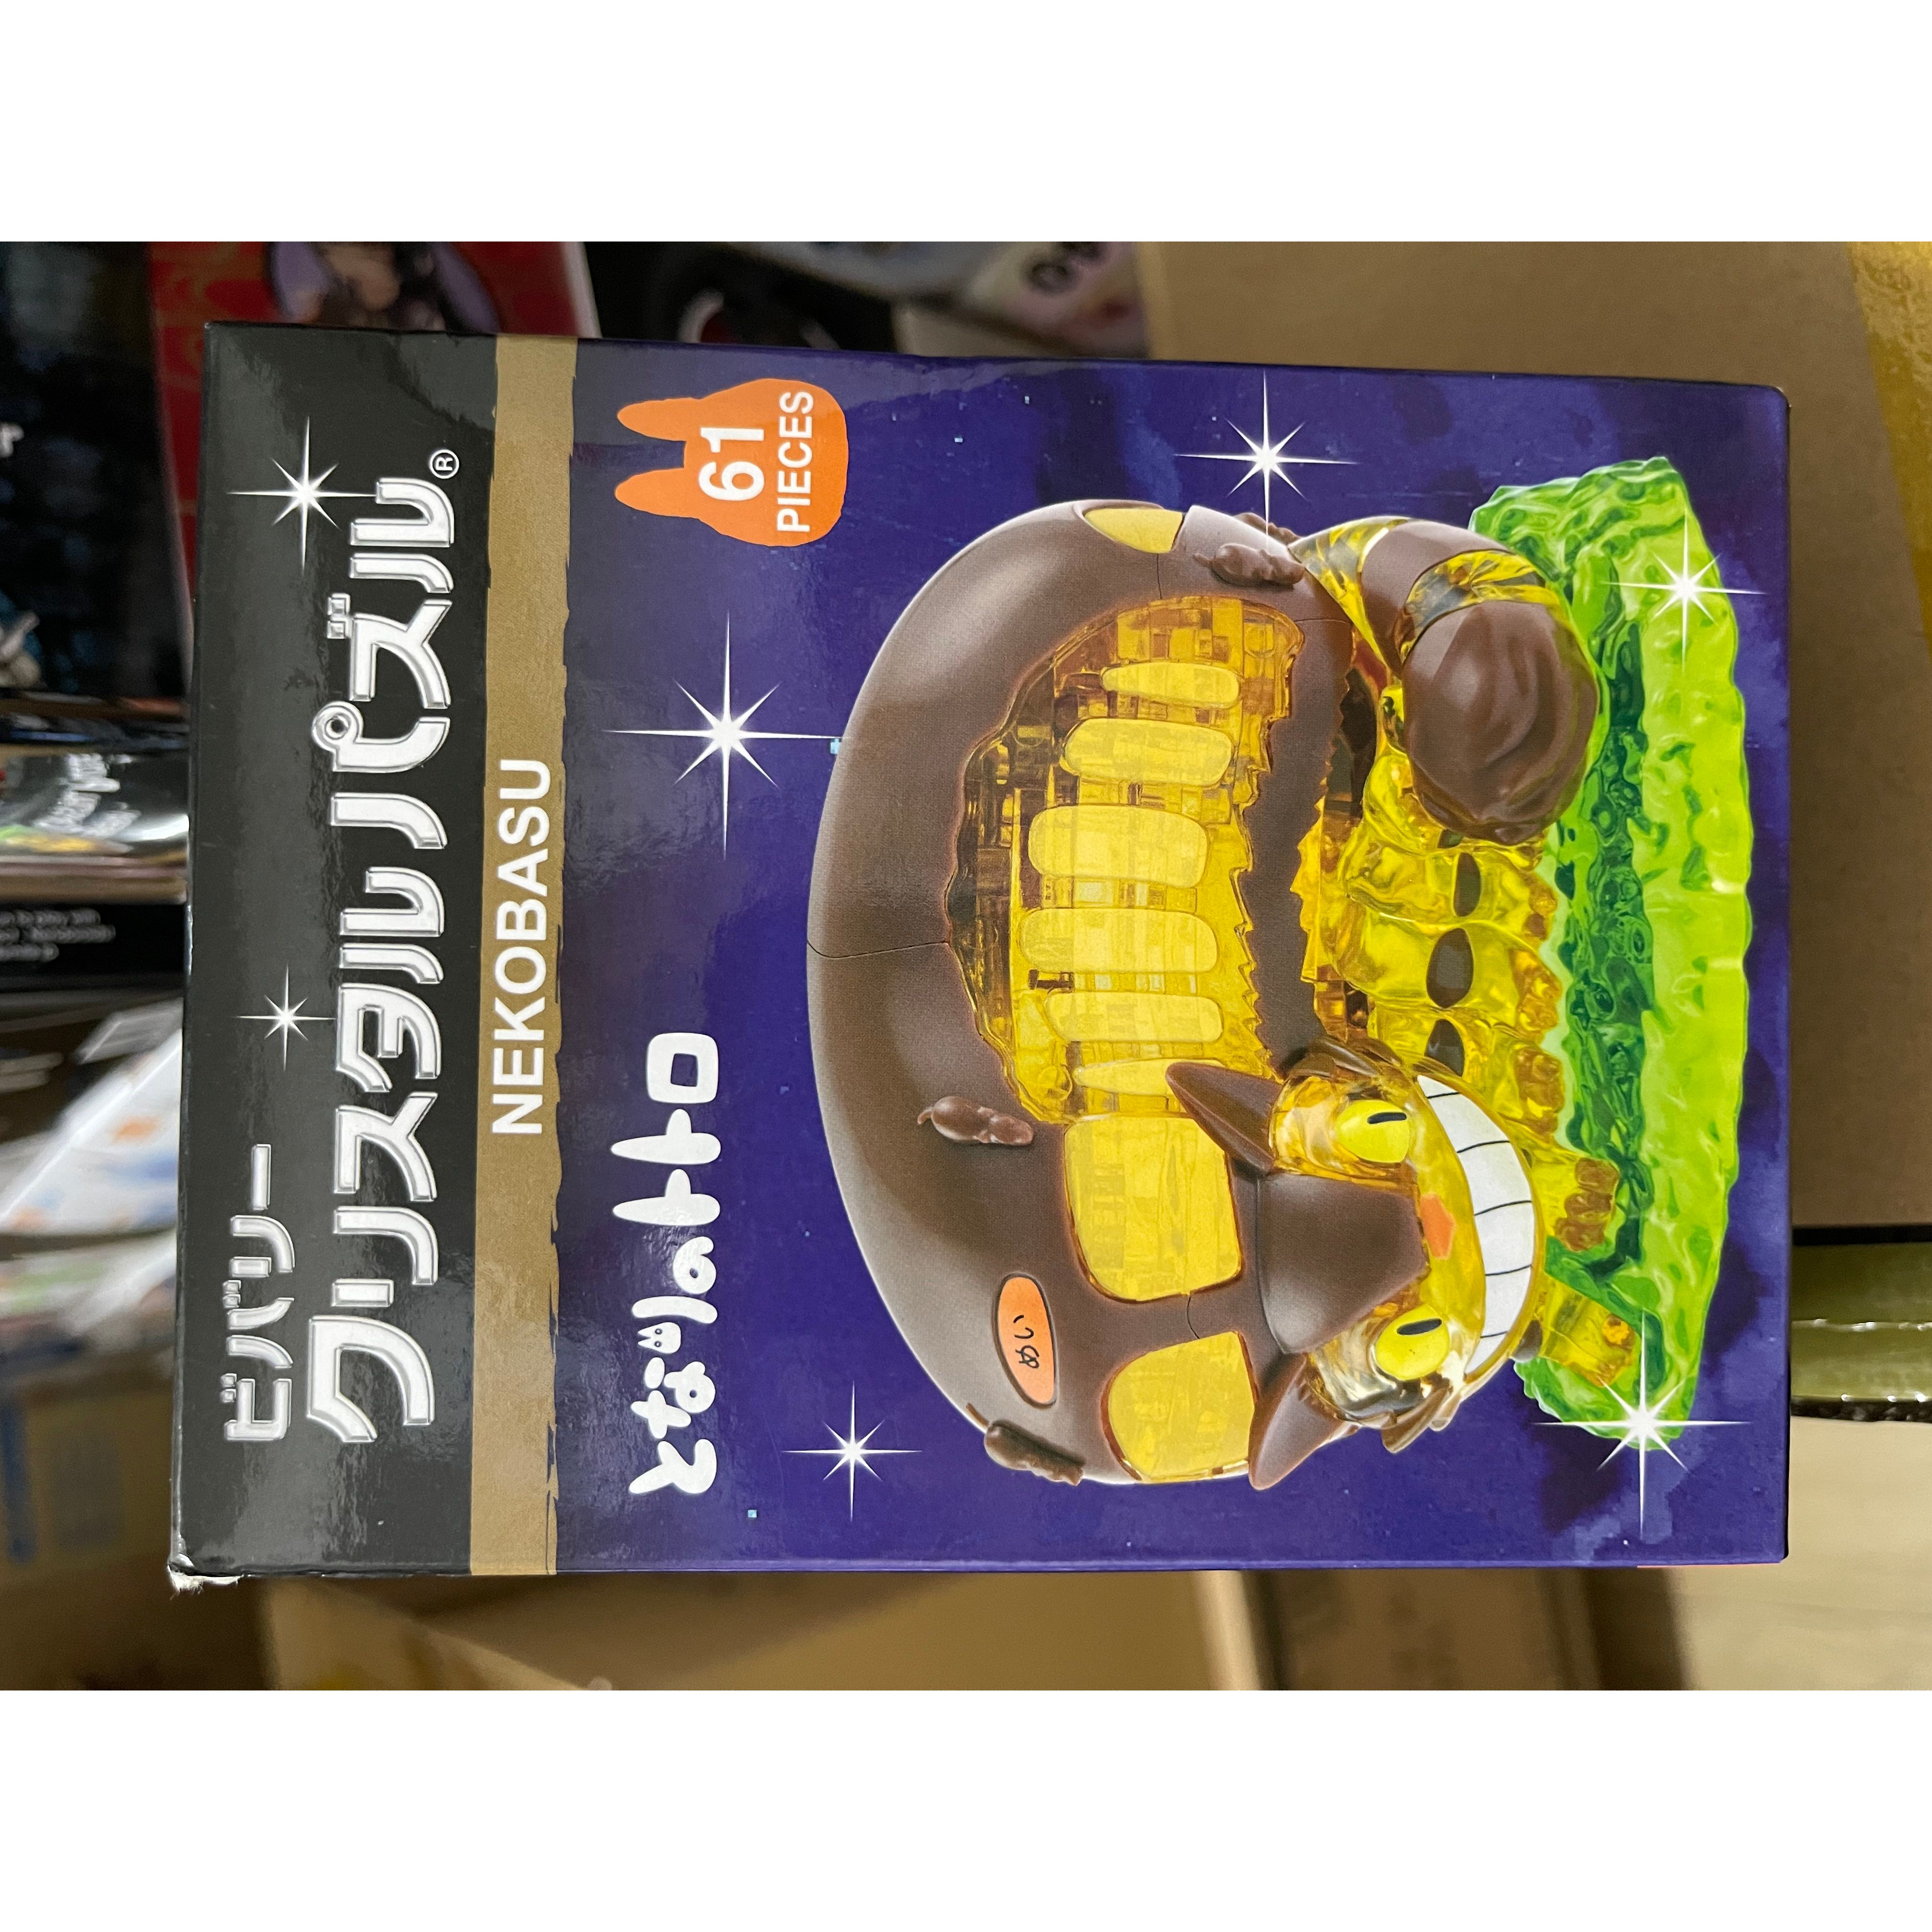 ビバリー
クリスタルパズル®
NEKOBASU
61
PIECES
となりのトトロ
めい